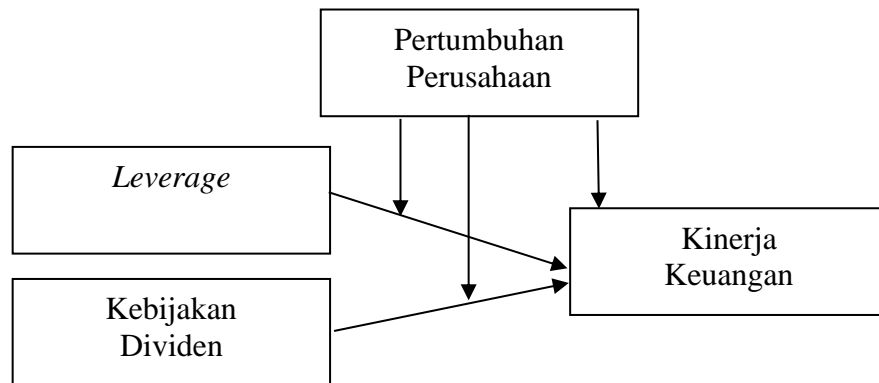 Pertumbuhan
Perusahaan
Leverage
Kinerja
Keuangan
Kebijakan
Dividen